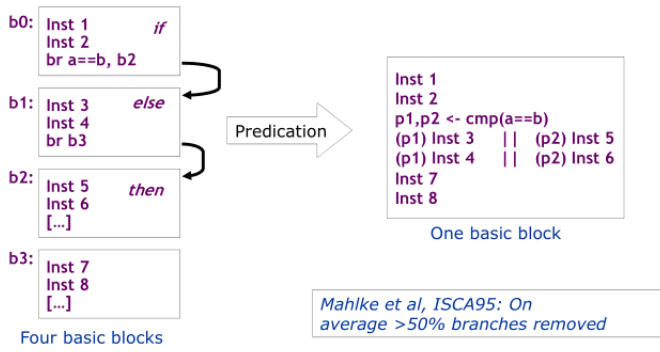 b0:
Inst 1 if
Inst 2
br a==b, b2
b1:
Inst 3 else
Inst 4
br b3
b2:
Inst 5 then
Inst 6
[...]
b3:
Inst 7
Inst 8
[...]
Four basic blocks
Predication
Inst 1
Inst 2
p1,p2 <- cmp(a==b)
(p1) Inst 3 || (p2) Inst 5
(p1) Inst 4 || (p2) Inst 6
Inst 7
Inst 8
One basic block
Mahlke et al, ISCA95: On
average >50% branches removed